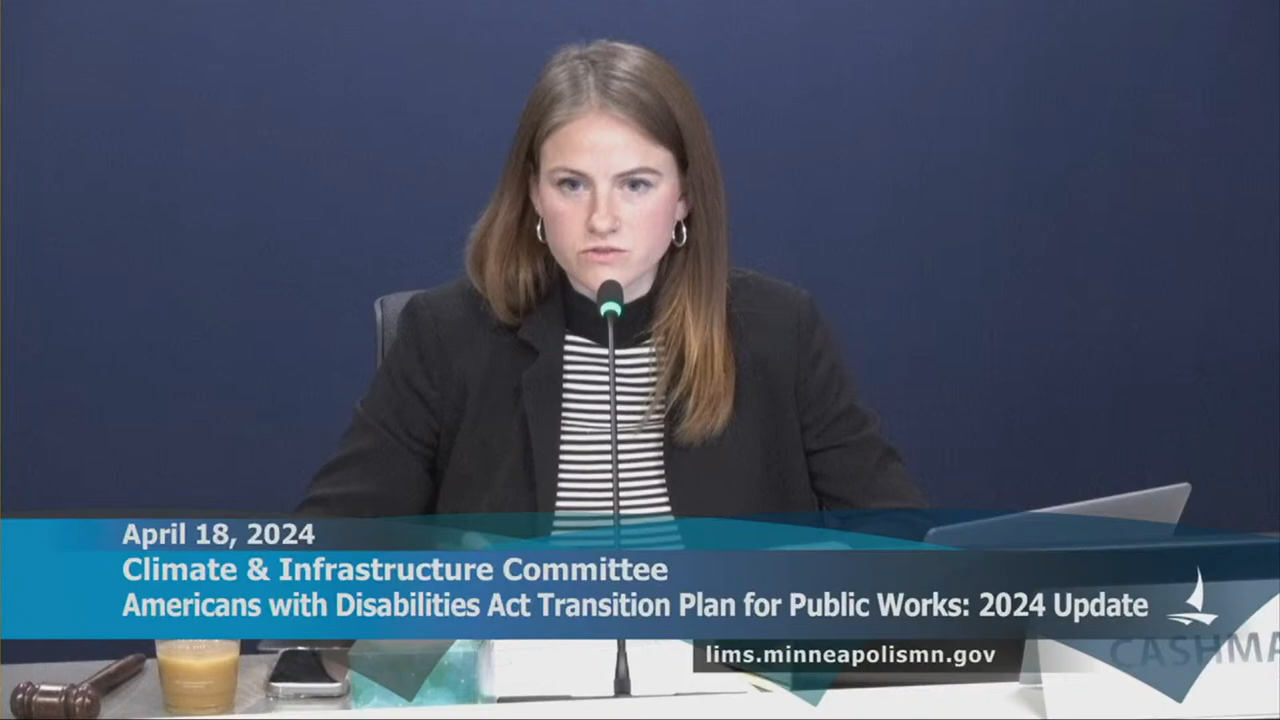 April 18, 2024
Climate & Infrastructure Committee
Americans with Disabilities Act Transition Plan for Public Works: 2024 Update
lims.minneapolismn.gov
CASHMA